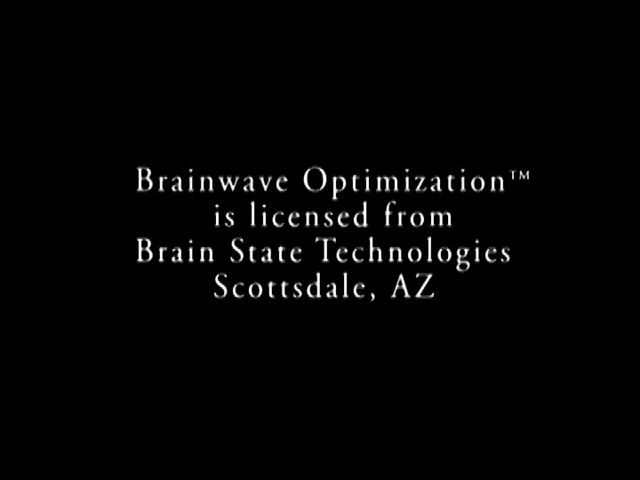 Brainwave Optimization™
is licensed from
Brain State Technologies
Scottsdale, AZ